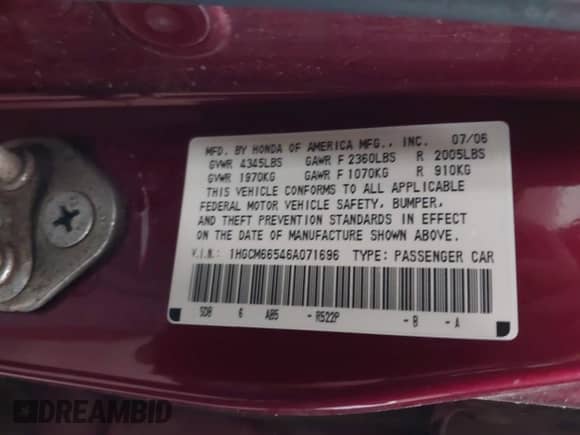 MFD. BY HONDA OF AMERICA MFG., INC. 07/06
GVWR 4345LBS GAWR F 2360LBS R 2005LBS
GVWR 1970KG GAWR F 1070KG R 910KG
THIS VEHICLE CONFORMS TO ALL APPLICABLE
FEDERAL MOTOR VEHICLE SAFETY, BUMPER,
AND THEFT PREVENTION STANDARDS IN EFFECT
ON THE DATE OF MANUFACTURE SHOWN ABOVE.
V.I.N.: 1HGCM66546A071696 TYPE: PASSENGER CAR
SDB 6 AB5 - R522P - B - A
DREAMBID